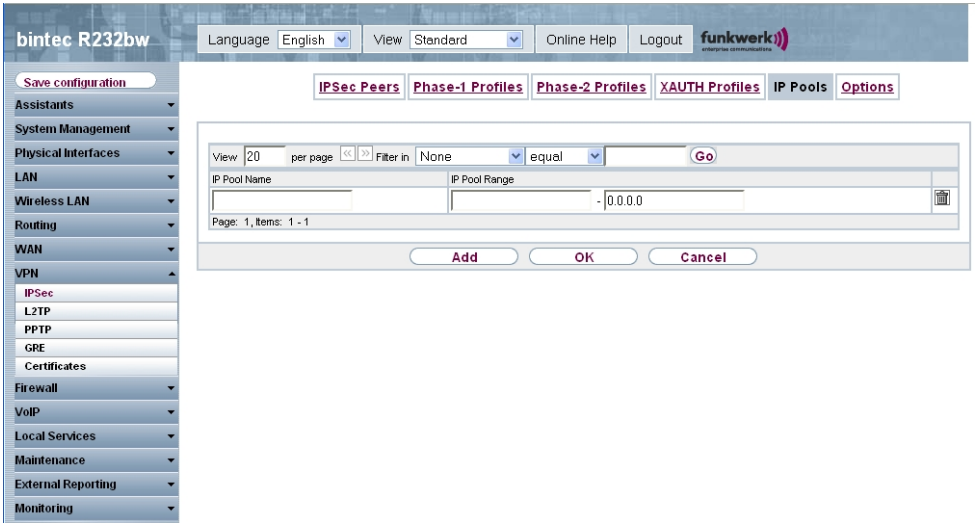 bintec R232bw
Language English View Standard Online Help Logout funkwerk
enterprise communications
Save configuration
Assistants
System Management
Physical Interfaces
LAN
Wireless LAN
Routing
WAN
VPN
IPSec
L2TP
PPTP
GRE
Certificates
Firewall
VoIP
Local Services
Maintenance
External Reporting
Monitoring
IPSec Peers Phase-1 Profiles Phase-2 Profiles XAUTH Profiles IP Pools Options
View 20 per page << >> Filter in None equal Go
IP Pool Name IP Pool Range
- 0.0.0.0
Page: 1, Items: 1 - 1
Add OK Cancel